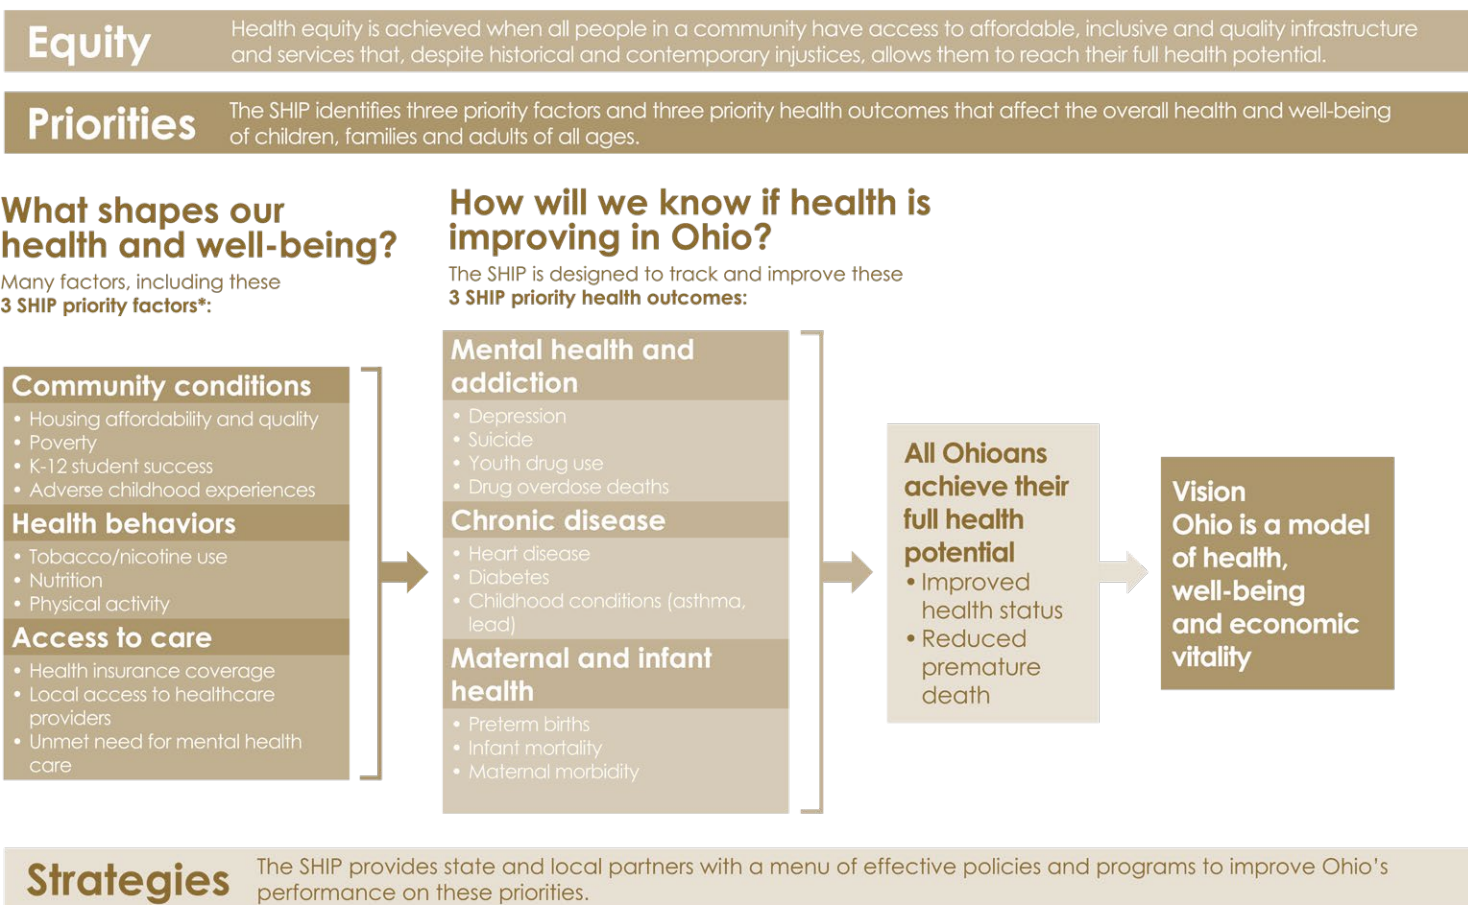 Equity
Health equity is achieved when all people in a community have access to affordable, inclusive and quality infrastructure
and services that, despite historical and contemporary injustices, allows them to reach their full health potential.
Priorities
The SHIP identifies three priority factors and three priority health outcomes that affect the overall health and well-being
of children, families and adults of all ages.
What shapes our
health and well-being?
Many factors, including these
3 SHIP priority factors*:
Community conditions
• Housing affordability and quality
• Poverty
• K-12 student success
• Adverse childhood experiences
Health behaviors
• Tobacco/nicotine use
• Nutrition
• Physical activity
Access to care
• Health insurance coverage
• Local access to healthcare
providers
• Unmet need for mental health
care
How will we know if health is
improving in Ohio?
The SHIP is designed to track and improve these
3 SHIP priority health outcomes:
Mental health and
addiction
• Depression
• Suicide
• Youth drug use
• Drug overdose deaths
Chronic disease
• Heart disease
• Diabetes
• Childhood conditions (asthma,
lead)
Maternal and infant
health
• Preterm births
• Infant mortality
• Maternal morbidity
All Ohioans
achieve their
full health
potential
• Improved
health status
• Reduced
premature
death
Vision
Ohio is a model
of health,
well-being
and economic
vitality
Strategies
The SHIP provides state and local partners with a menu of effective policies and programs to improve Ohio's
performance on these priorities.